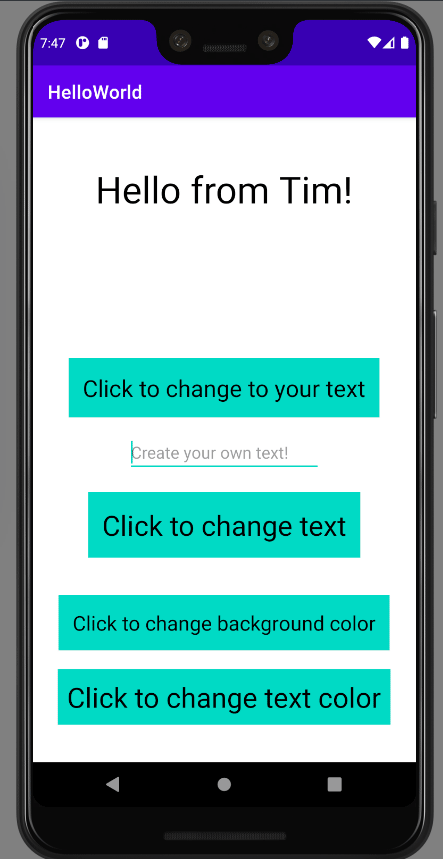 7:47
HelloWorld
Hello from Tim!
Click to change to your text
Create your own text!
Click to change text
Click to change background color
Click to change text color